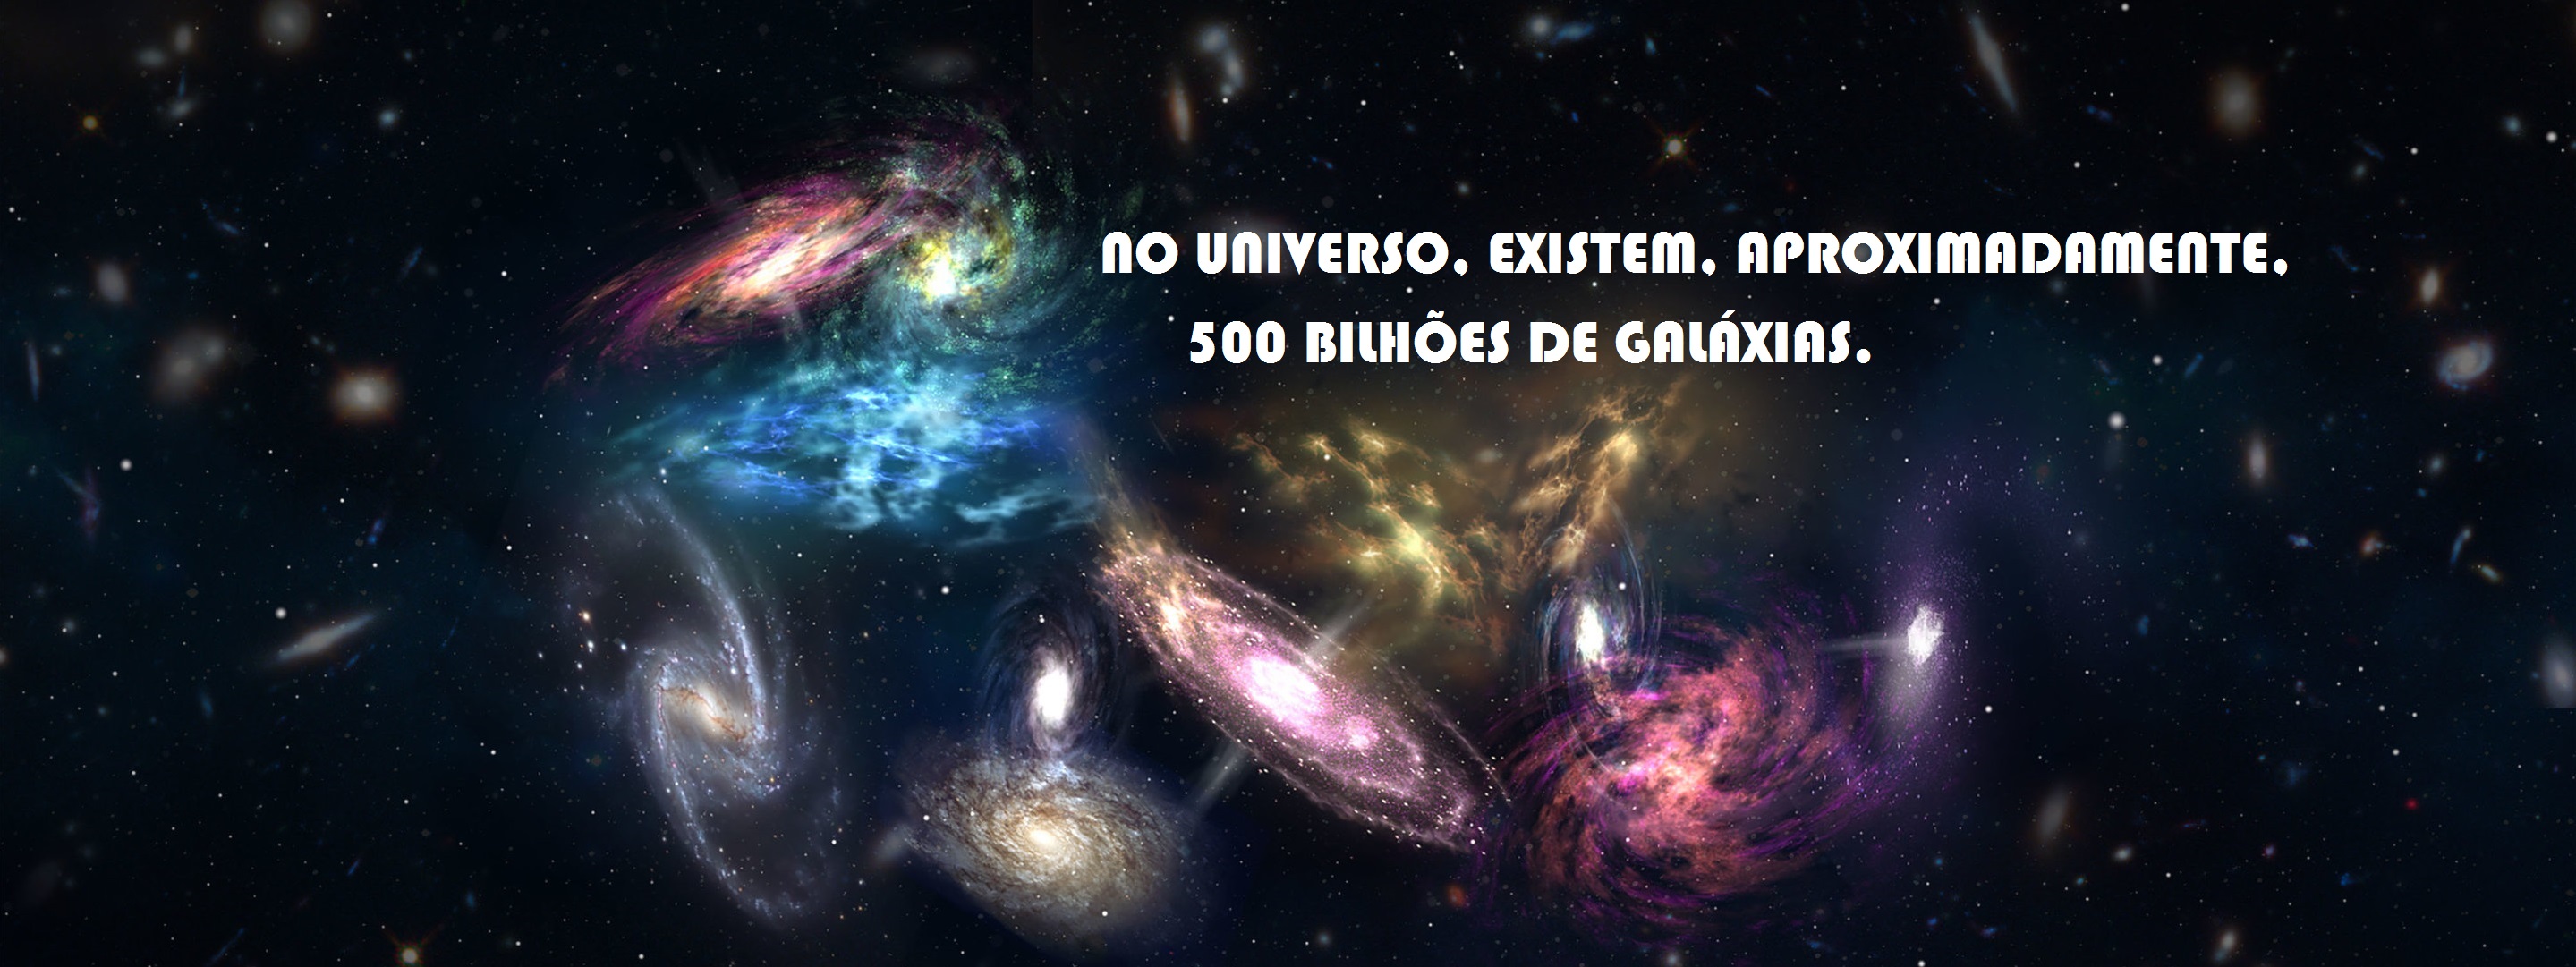 NO UNIVERSO, EXISTEM, APROXIMADAMENTE,
500 BILHÕES DE GALÁXIAS.